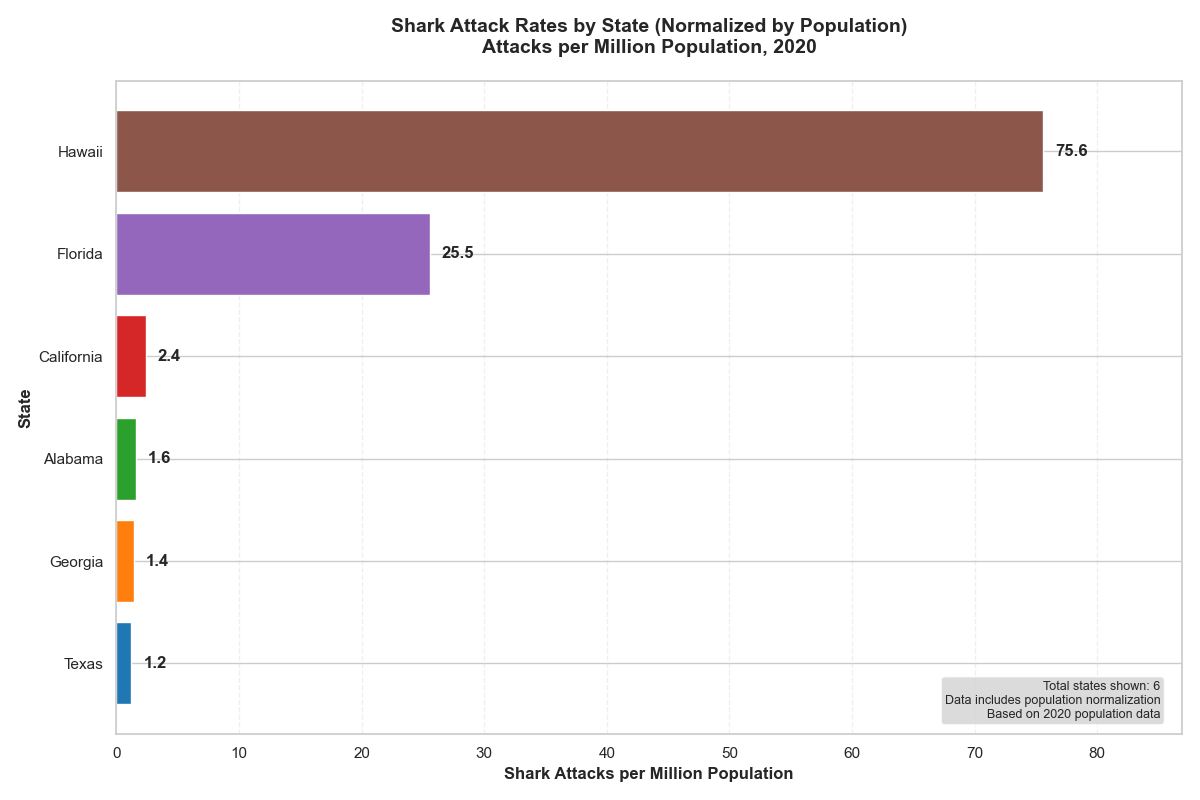 Shark Attack Rates by State (Normalized by Population)
Attacks per Million Population, 2020
State
Hawaii
75.6
Florida
25.5
California
2.4
Alabama
1.6
Georgia
1.4
Texas
1.2
Total states shown: 6
Data includes population normalization
Based on 2020 population data
0 10 20 30 40 50 60 70 80
Shark Attacks per Million Population